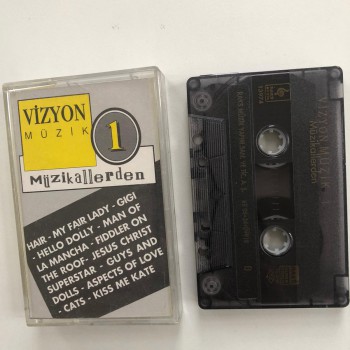 VİZYON
MÜZİK
1
Müzikallerden
HAIR - MY FAIR LADY - GIGI
- HELLO DOLLY - MAN OF
LA MANCHA - FIDDLER ON
THE ROOF- JESUS CHRIST
SUPERSTAR - GUYS AND
DOLLS - ASPECTS OF LOVE
- CATS - KISS ME KATE
VİZYON MÜZİK 1
Müzikallerden